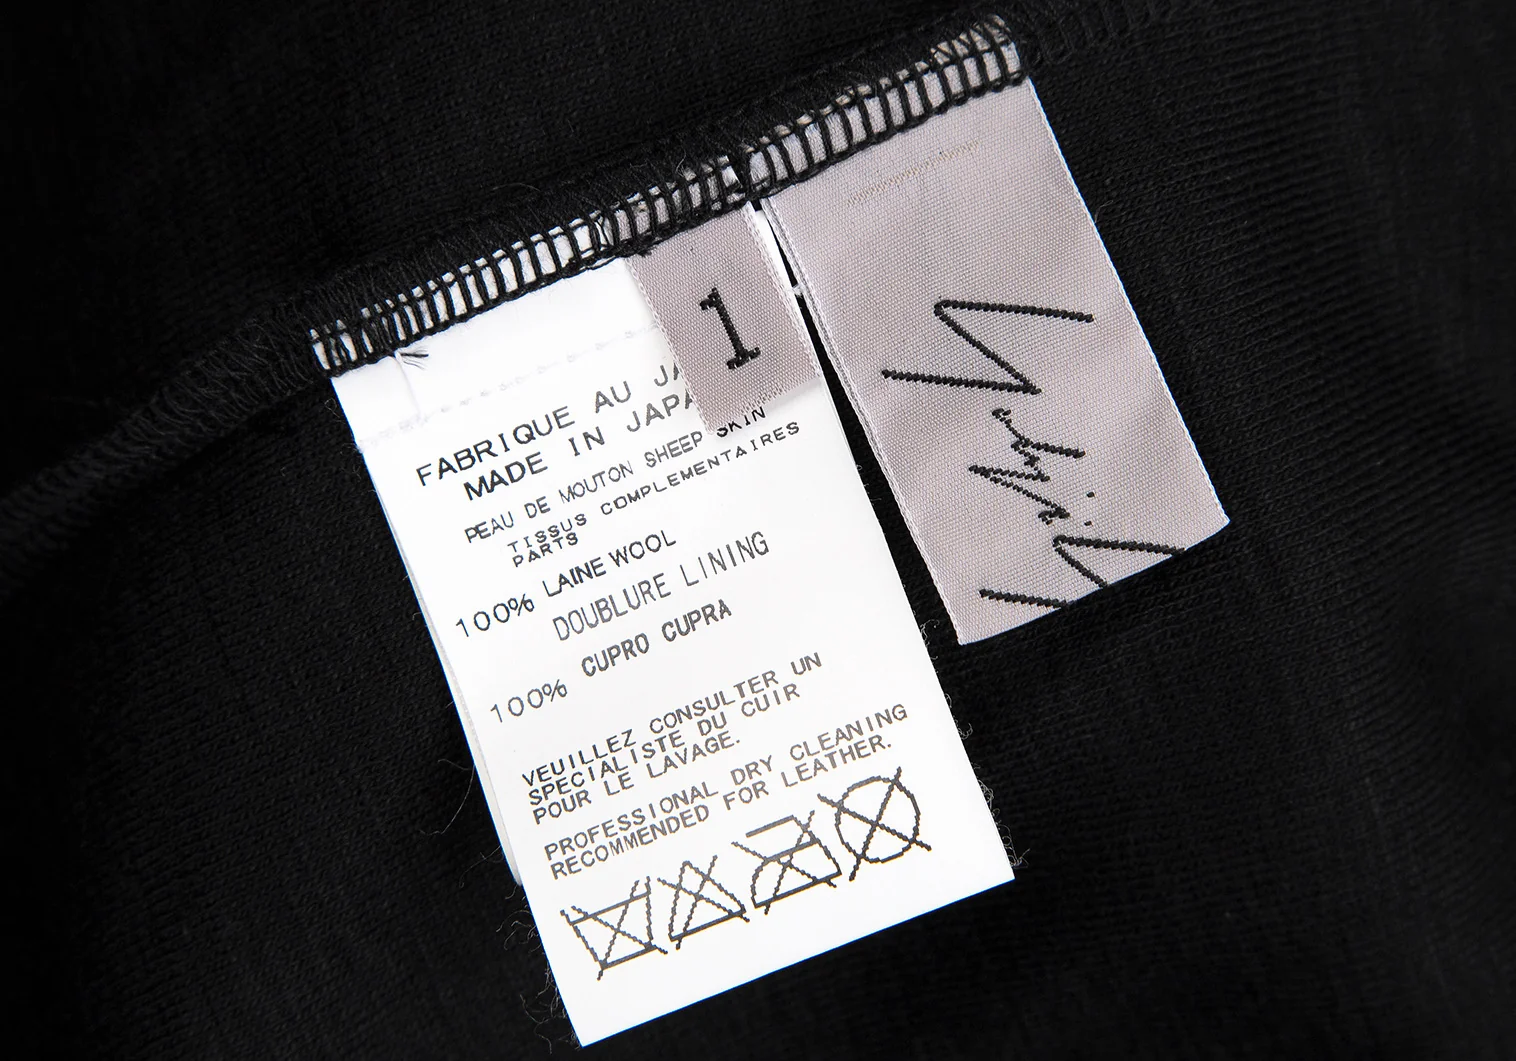 1
FABRIQUE AU JA
MADE IN JAPA
PEAU DE MOUTON SHEEP SKIN
TISSUS COMPLEMENTAIRES
PARTS
100% LAINE WOOL
DOUBLURE LINING
100% CUPRO CUPRA
VEUILLEZ CONSULTER UN
SPECIALISTE DU CUIR
POUR LE LAVAGE.
PROFESSIONAL DRY CLEANING
RECOMMENDED FOR LEATHER.